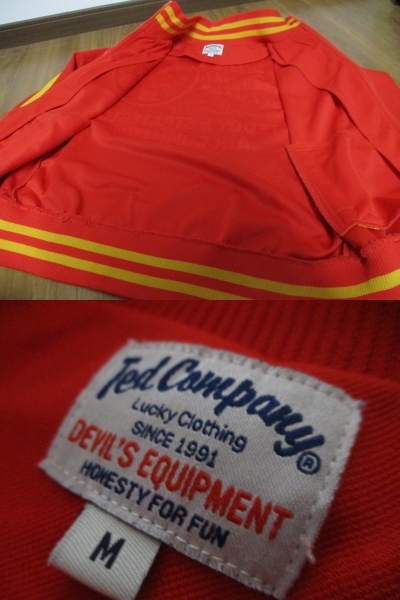 Ted Company®
Lucky Clothing
SINCE 1991
DEVIL'S EQUIPMENT
HONESTY FOR FUN
M